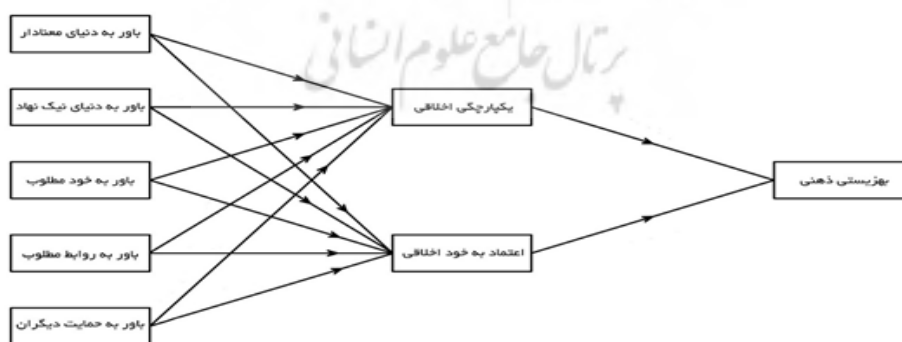 پرتال جامع علوم انسانی
باور به دنیای معنادار
باور به دنیای نیک نهاد
یکپارچگی اخلاقی
باور به خود مطلوب
بهزیستی ذهنی
باور به روابط مطلوب
اعتماد به خود اخلاقی
باور به حمایت دیگران